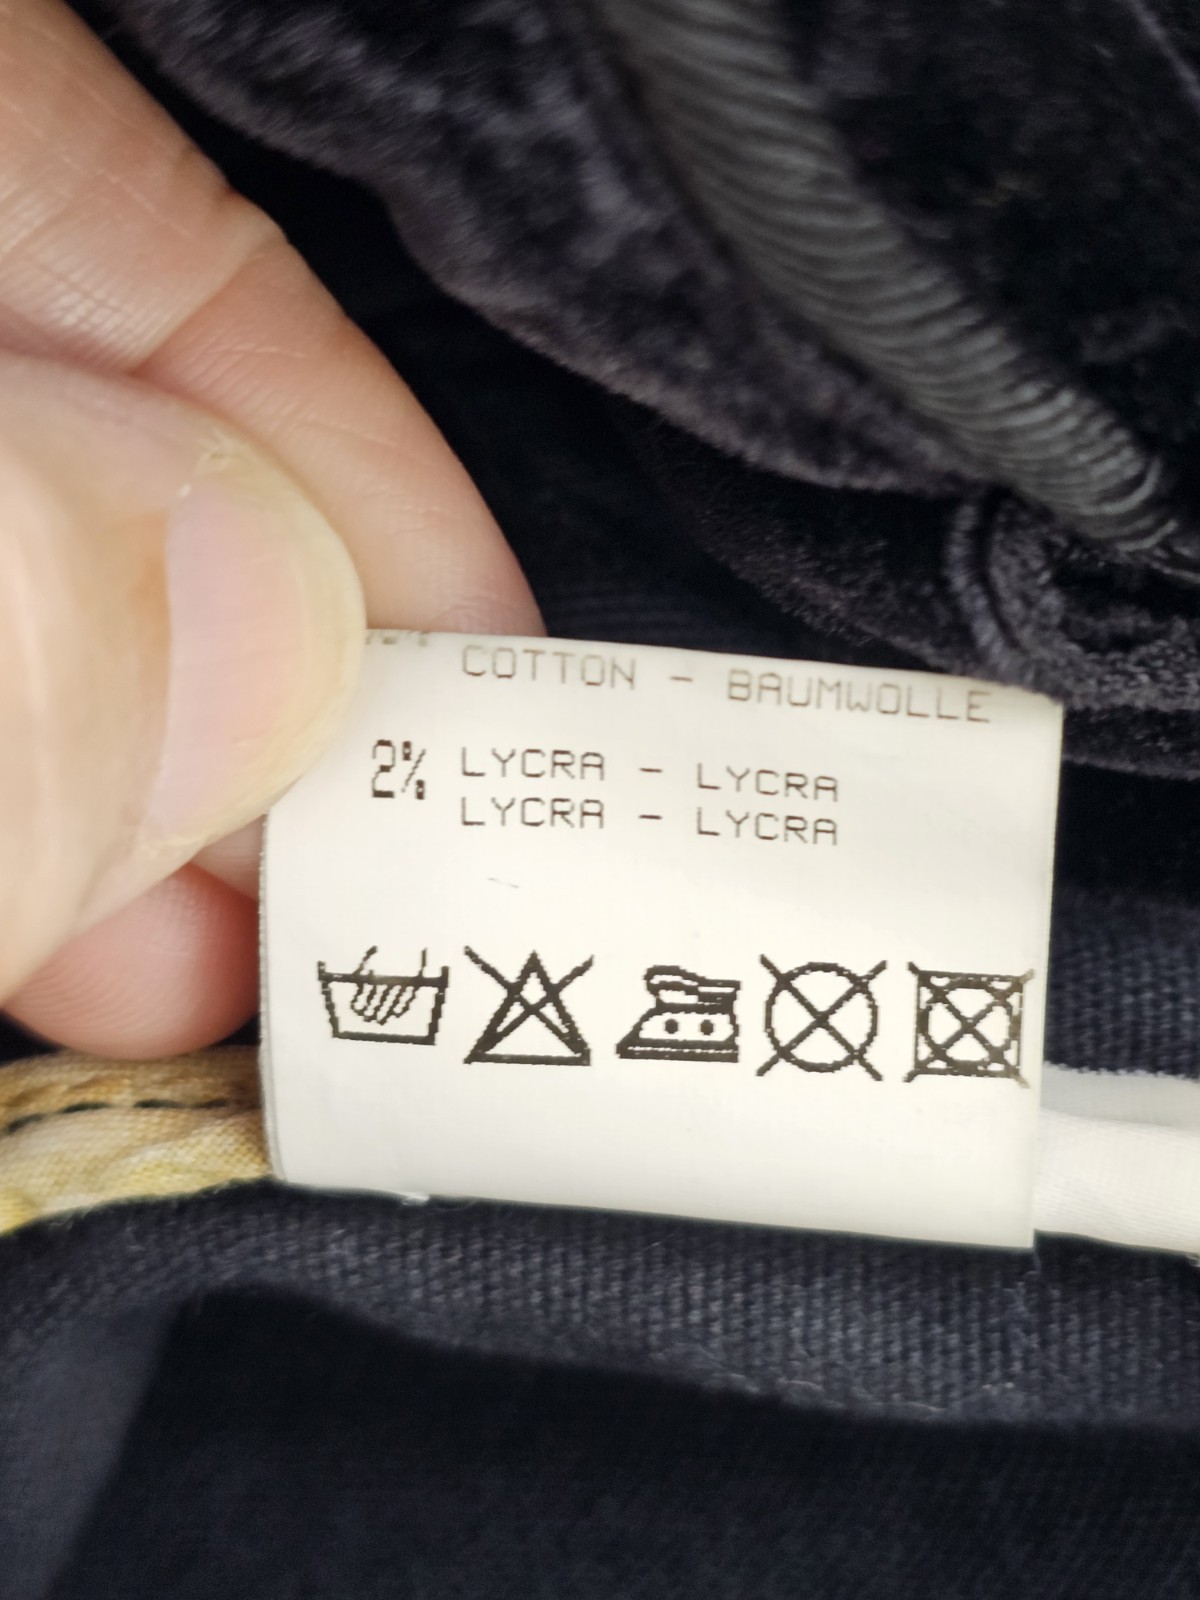 COTTON - BAUMWOLLE
2% LYCRA - LYCRA
LYCRA - LYCRA